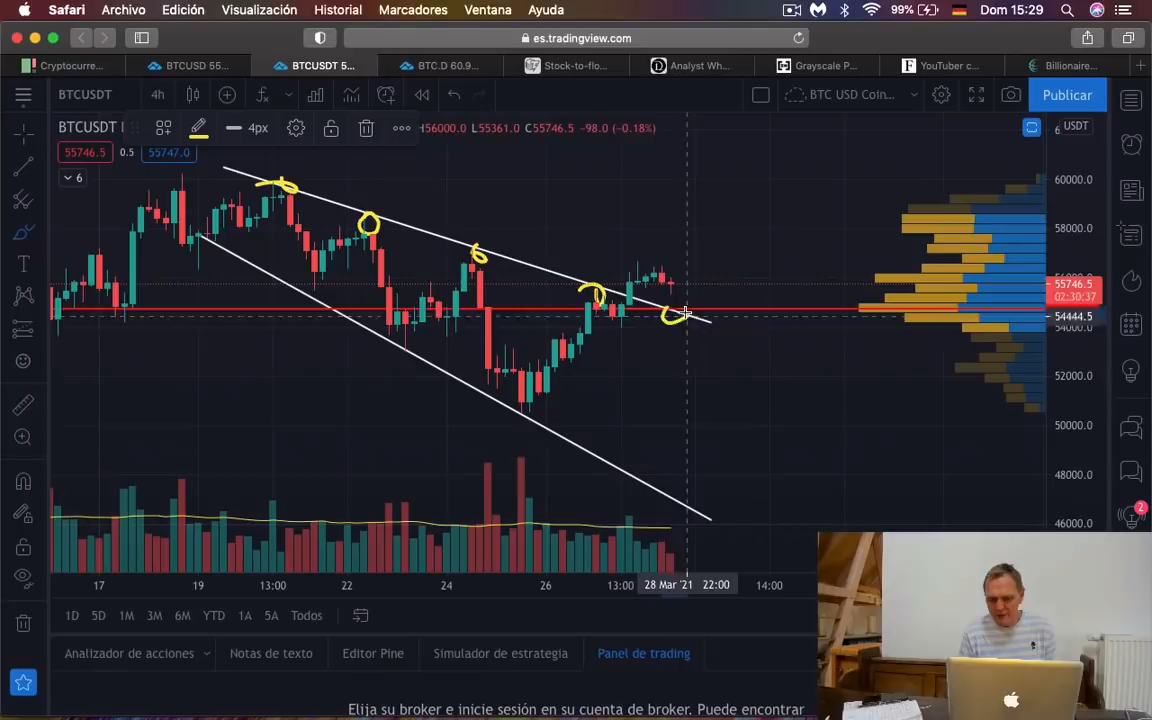 Safari Archivo Edición Visualización Historial Marcadores Ventana Ayuda 99% Dom 15:29
es.tradingview.com
Cryptocurre... BTCUSD 55... BTCUSDT 5... BTC.D 60.9... Stock-to-flo... Analyst Wh... Grayscale P... YouTuber c... Billionaire...
BTCUSDT 4h BTC USD Coin... Publicar
BTCUSDT 4px H56000.0 L55361.0 C55746.5 −98.0 (−0.18%) USDT
55746.5 0.5 55747.0
6
60000.0
58000.0
55746.5
02:30:37
54444.5
54000.0
52000.0
50000.0
48000.0
46000.0
17 19 13:00 22 24 26 13:00 28 Mar '21 22:00 14:00
1D 5D 1M 3M 6M YTD 1A 5A Todos
Analizador de acciones Notas de texto Editor Pine Simulador de estrategia Panel de trading
2
Elija su broker e inicie sesión en su cuenta de broker. Puede encontrar